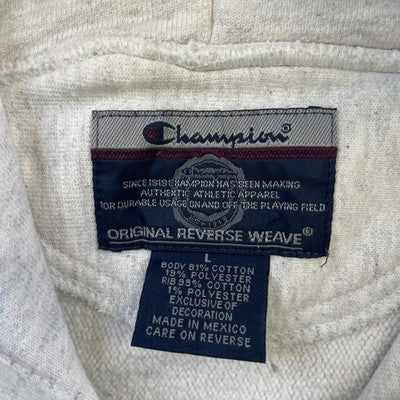 Champion®
SINCE 1919 CHAMPION HAS BEEN MAKING
AUTHENTIC ATHLETIC APPAREL
FOR DURABLE USAGE ON AND OFF THE PLAYING FIELD
ORIGINAL REVERSE WEAVE®
L
BODY 81% COTTON
19% POLYESTER
RIB 99% COTTON
1% POLYESTER
EXCLUSIVE OF
DECORATION
MADE IN MEXICO
CARE ON REVERSE